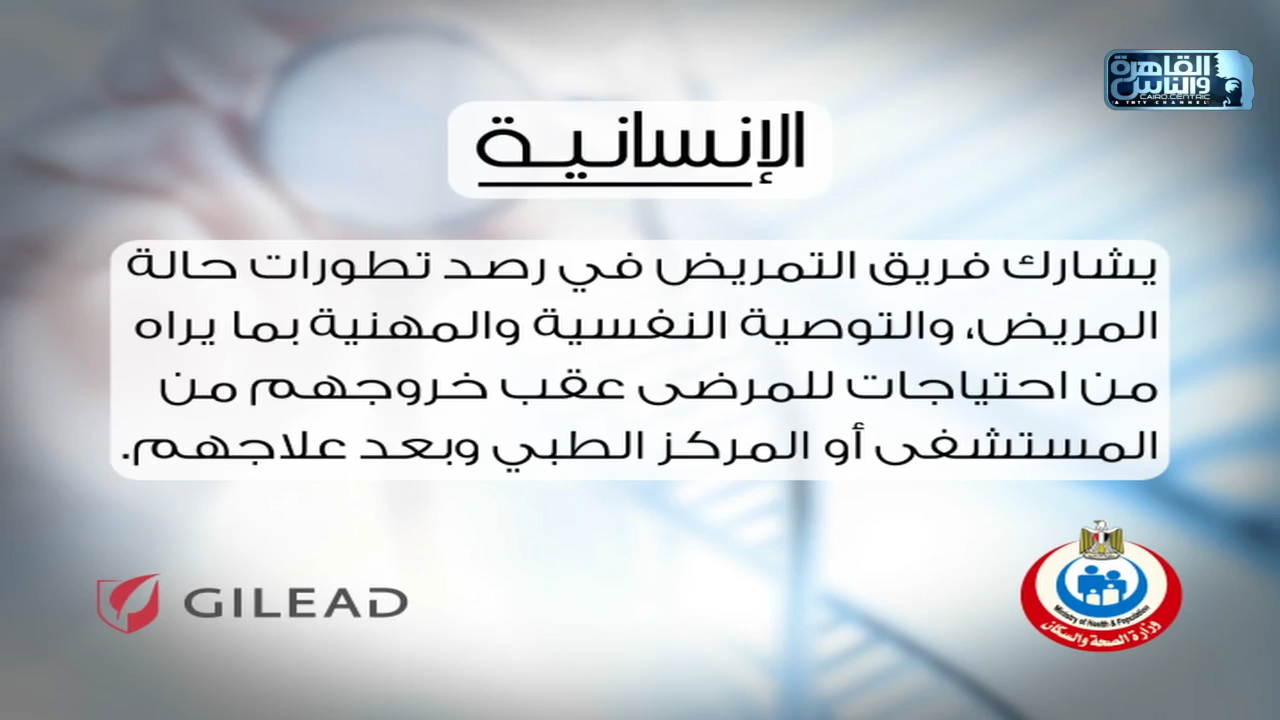 القاهرة
والناس
CAIRO.CENTRIC
A TNTV CHANNEL
الإنسانية
يشارك فريق التمريض في رصد تطورات حالة
المريض، والتوصية النفسية والمهنية بما يراه
من احتياجات للمرضى عقب خروجهم من
المستشفى أو المركز الطبي وبعد علاجهم.
GILEAD
Ministry of Health & Population
وزارة الصحة والسكان